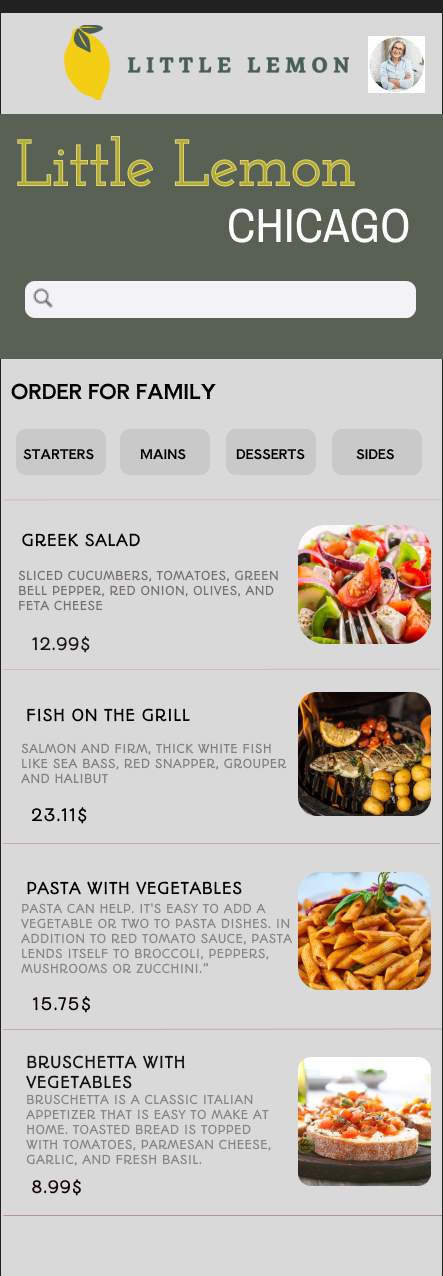 LITTLE LEMON
Little Lemon
CHICAGO
ORDER FOR FAMILY
STARTERS MAINS DESSERTS SIDES
GREEK SALAD
SLICED CUCUMBERS, TOMATOES, GREEN
BELL PEPPER, RED ONION, OLIVES, AND
FETA CHEESE
12.99$
FISH ON THE GRILL
SALMON AND FIRM, THICK WHITE FISH
LIKE SEA BASS, RED SNAPPER, GROUPER
AND HALIBUT
23.11$
PASTA WITH VEGETABLES
PASTA CAN HELP. IT'S EASY TO ADD A
VEGETABLE OR TWO TO PASTA DISHES. IN
ADDITION TO RED TOMATO SAUCE, PASTA
LENDS ITSELF TO BROCCOLI, PEPPERS,
MUSHROOMS OR ZUCCHINI.”
15.75$
BRUSCHETTA WITH
VEGETABLES
BRUSCHETTA IS A CLASSIC ITALIAN
APPETIZER THAT IS EASY TO MAKE AT
HOME. TOASTED BREAD IS TOPPED
WITH TOMATOES, PARMESAN CHEESE,
GARLIC, AND FRESH BASIL.
8.99$